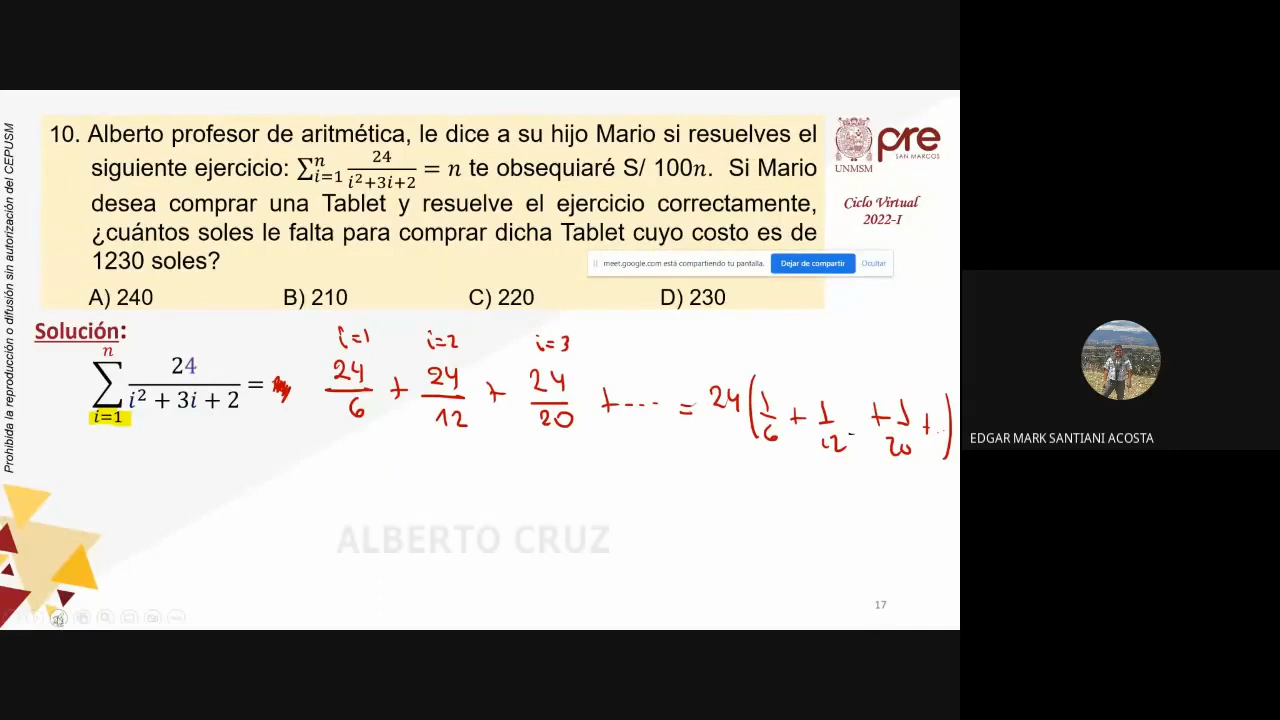 Prohibida la reproducción o difusión sin autorización del CEPUSM
10. Alberto profesor de aritmética, le dice a su hijo Mario si resuelves el
siguiente ejercicio: ∑ⁿᵢ₌₁ 24/(i²+3i+2) = n te obsequiaré S/ 100n. Si Mario
desea comprar una Tablet y resuelve el ejercicio correctamente,
¿cuántos soles le falta para comprar dicha Tablet cuyo costo es de
1230 soles?
A) 240 B) 210 C) 220 D) 230
UNMSM
pre
SAN MARCOS
Ciclo Virtual
2022-I
meet.google.com está compartiendo tu pantalla. Dejar de compartir Ocultar
Solución:
i=1 i=2 i=3
∑ⁿᵢ₌₁ 24/(i² + 3i + 2) = 24/6 + 24/12 + 24/20 + ---- = 24(1/6 + 1/12 + 1/20 + ...)
ALBERTO CRUZ
17
EDGAR MARK SANTIANI ACOSTA